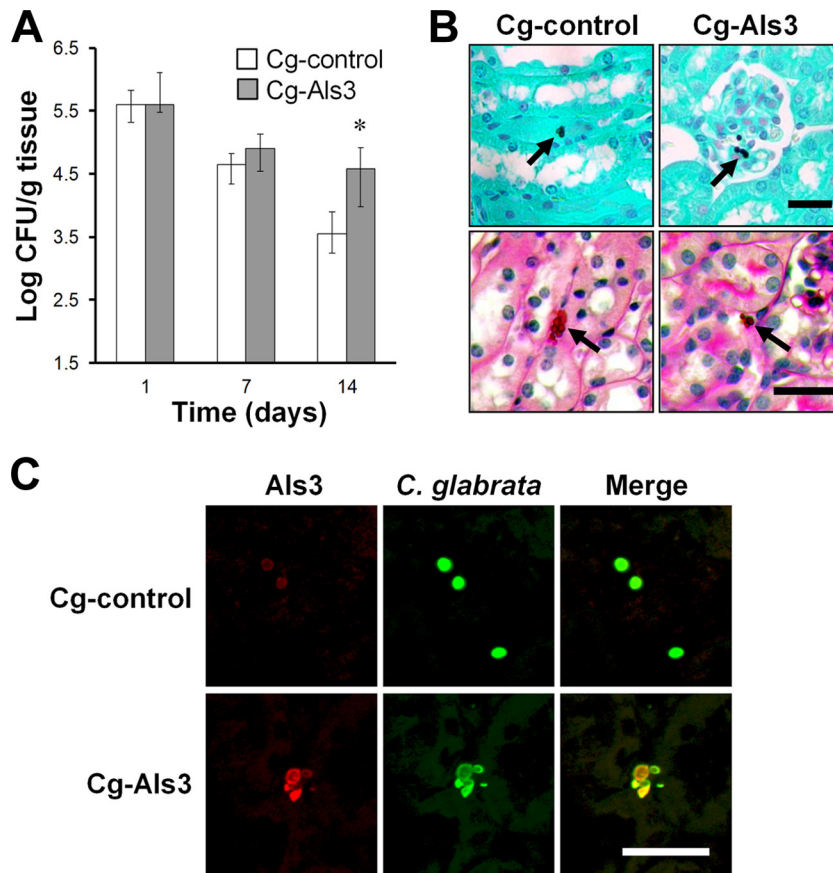 A
6.5
5.5
4.5
3.5
2.5
1.5
Log CFU/g tissue
Cg-control
Cg-Als3
*
1 7 14
Time (days)
B
Cg-control Cg-Als3
C
Als3 C. glabrata Merge
Cg-control
Cg-Als3